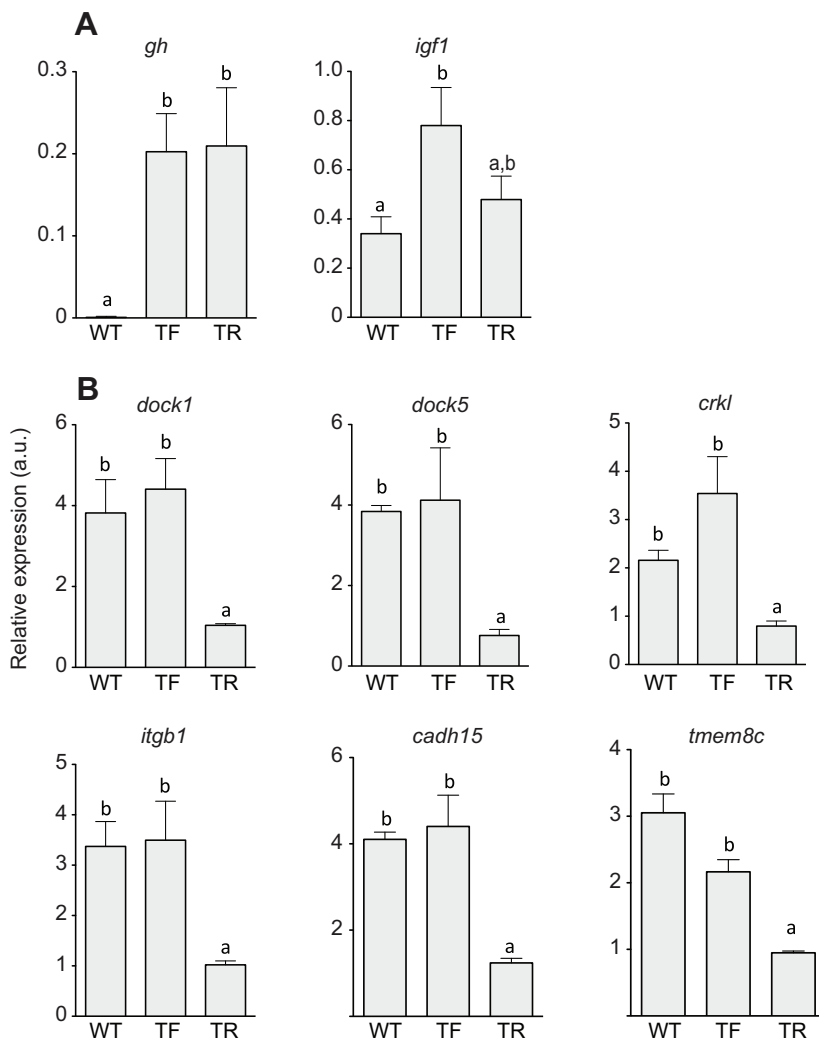 A
gh
0.3
0.2
0.1
0
a
b
b
WT TF TR
igf1
1.0
0.8
0.6
0.4
0.2
0
a
b
a,b
WT TF TR
B
Relative expression (a.u.)
dock1
6
4
2
0
b
b
a
WT TF TR
dock5
6
4
2
0
b
b
a
WT TF TR
crkl
5
4
3
2
1
0
b
b
a
WT TF TR
itgb1
5
4
3
2
1
0
b
b
a
WT TF TR
cadh15
6
4
2
b
b
a
WT TF TR
tmem8c
4
3
2
1
b
b
a
WT TF TR